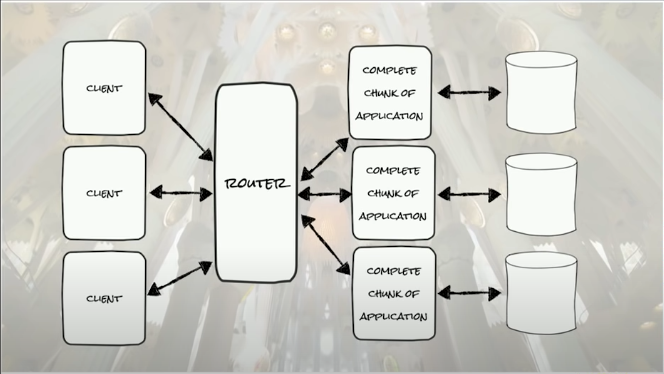 CLIENT
CLIENT
CLIENT
ROUTER
COMPLETE
CHUNK OF
APPLICATION
COMPLETE
CHUNK OF
APPLICATION
COMPLETE
CHUNK OF
APPLICATION